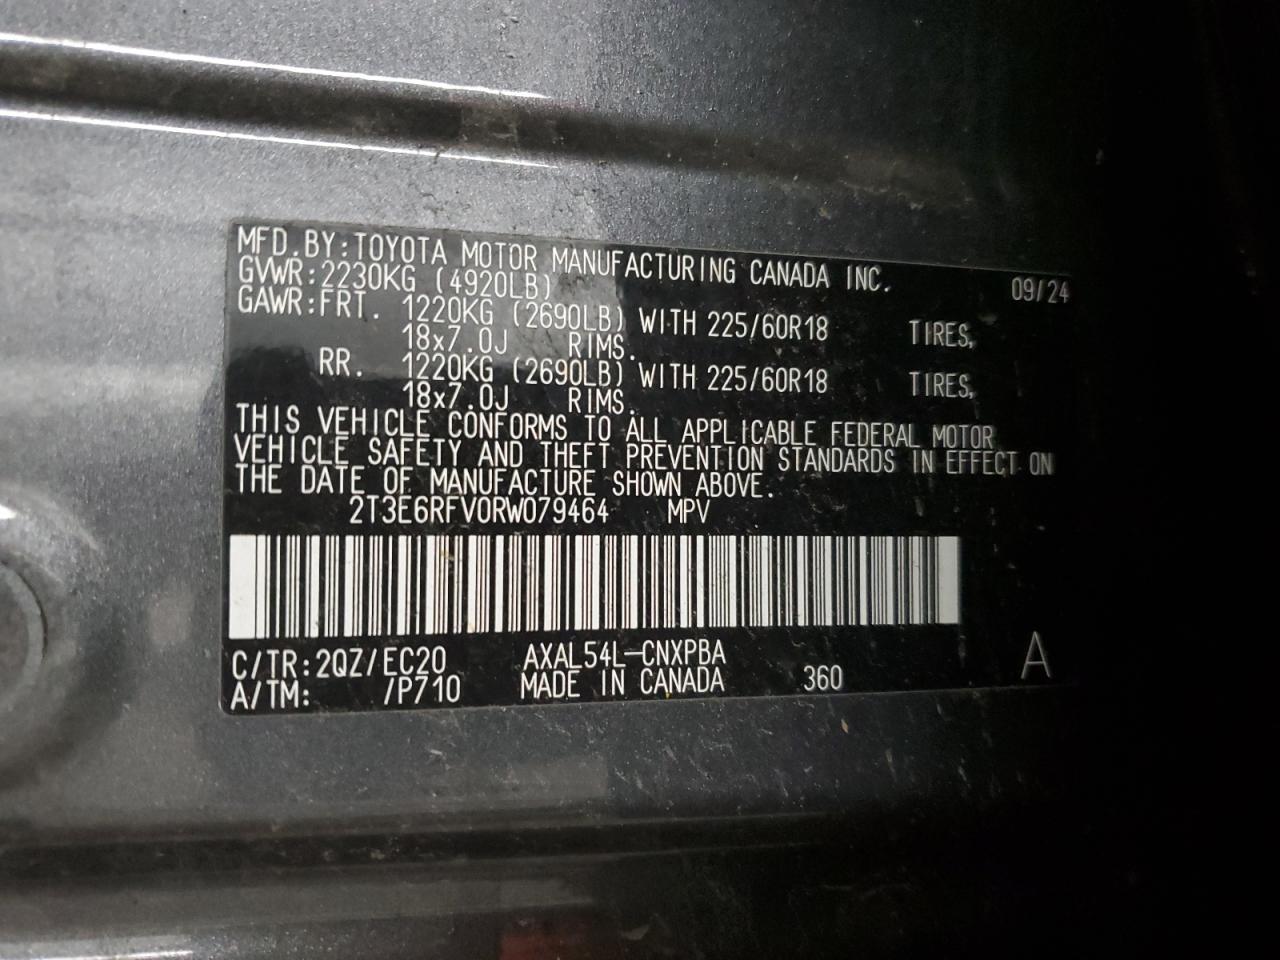 MFD.BY:TOYOTA MOTOR MANUFACTURING CANADA INC. 09/24
GVWR:2230KG (4920LB)
GAWR:FRT. 1220KG (2690LB) WITH 225/60R18 TIRES,
18x7.0J RIMS.
RR. 1220KG (2690LB) WITH 225/60R18 TIRES,
18x7.0J RIMS.
THIS VEHICLE CONFORMS TO ALL APPLICABLE FEDERAL MOTOR
VEHICLE SAFETY AND THEFT PREVENTION STANDARDS IN EFFECT ON
THE DATE OF MANUFACTURE SHOWN ABOVE.
2T3E6RFV0RW079464 MPV
C/TR:2QZ/EC20 AXAL54L-CNXPBA
A/TM: /P710 MADE IN CANADA 360 A